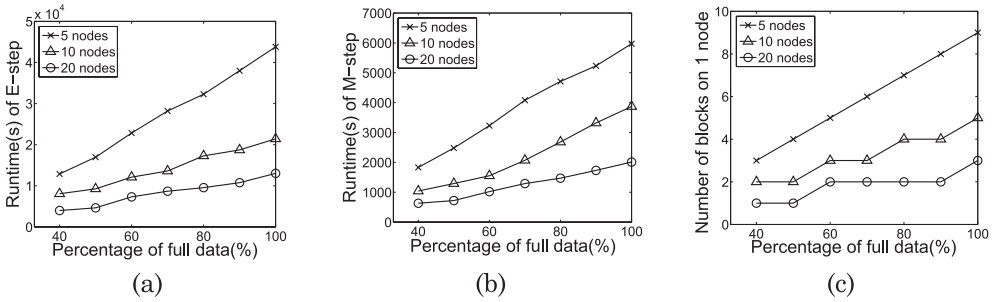 5 x 10^4
5 nodes
10 nodes
20 nodes
4
3
2
1
0
40 60 80 100
Runtime(s) of E−step
Percentage of full data(%)
(a)
7000
6000
5000
4000
3000
2000
1000
0
5 nodes
10 nodes
20 nodes
40 60 80 100
Runtime(s) of M−step
Percentage of full data(%)
(b)
10
8
6
4
2
0
5 nodes
10 nodes
20 nodes
40 60 80 100
Number of blocks on 1 node
Percentage of full data(%)
(c)